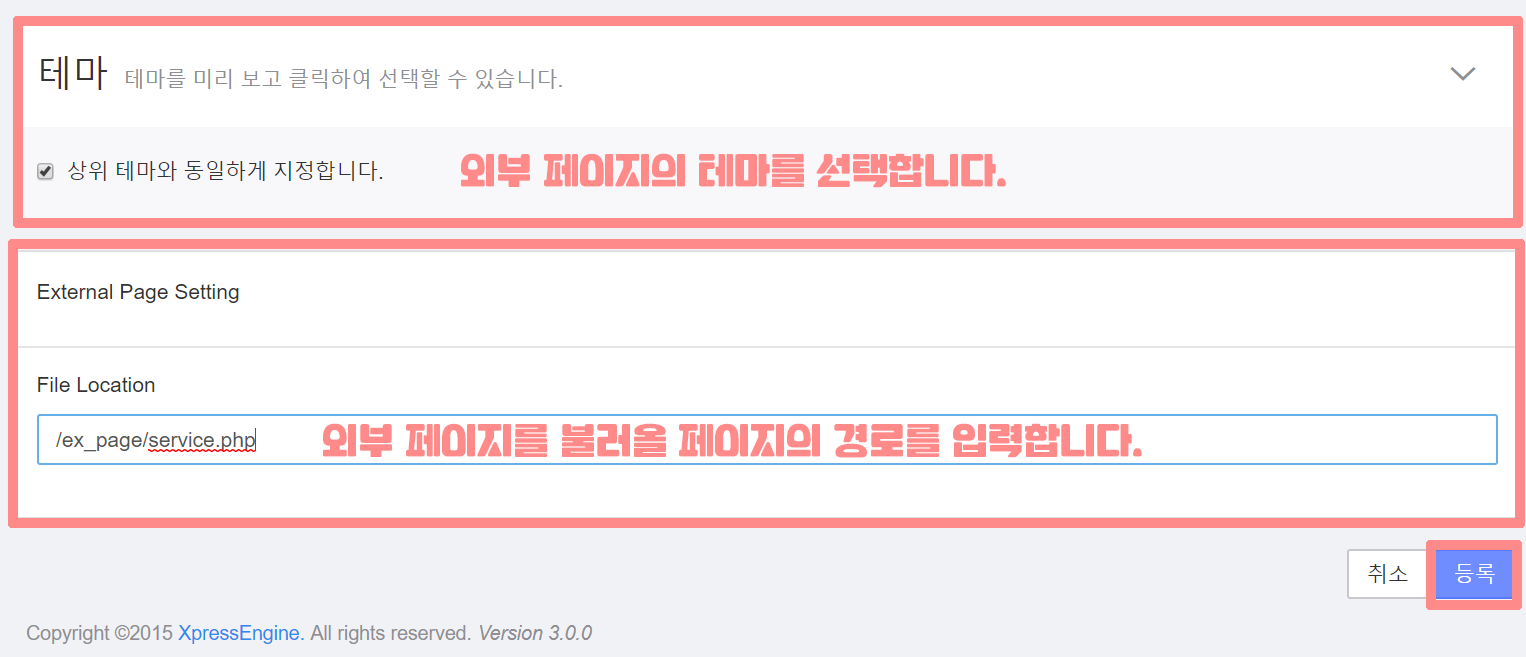 테마 테마를 미리 보고 클릭하여 선택할 수 있습니다.
상위 테마와 동일하게 지정합니다. 외부 페이지의 테마를 선택합니다.
External Page Setting
File Location
/ex_page/service.php 외부 페이지를 불러올 페이지의 경로를 입력합니다.
취소 등록
Copyright ©2015 XpressEngine. All rights reserved. Version 3.0.0